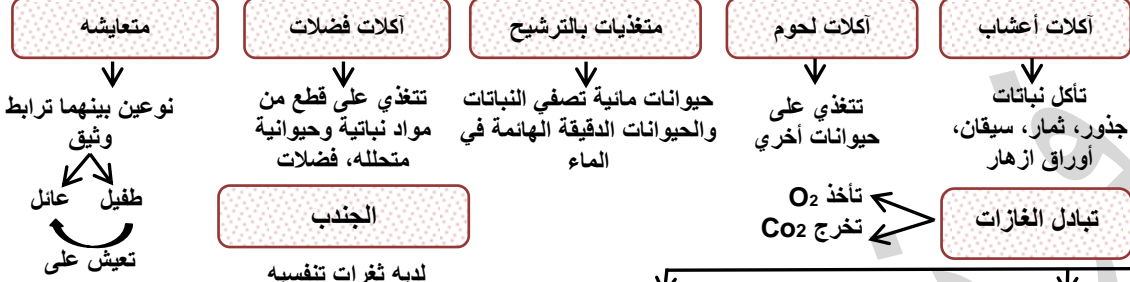 آكلات أعشاب
آكلات لحوم
متغذيات بالترشيح
آكلات فضلات
متعايشه
تأكل نباتات
جذور، ثمار، سيقان،
أوراق ازهار
تتغذي على
حيوانات أخري
حيوانات مائية تصفي النباتات
والحيوانات الدقيقة الهائمة في
الماء
تتغذي على قطع من
مواد نباتية وحيوانية
متحلله، فضلات
نوعين بينهما ترابط
وثيق
طفيل عائل
تعيش على
تبادل الغازات
تأخذ O2
تخرج Co2
الجندب
لديه ثغرات تنفسيه